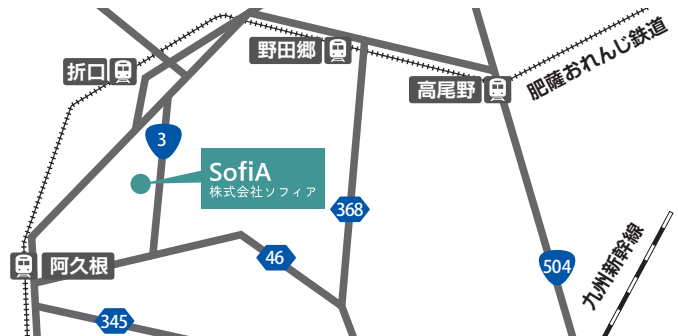 野田郷
折口
高尾野
肥薩おれんじ鉄道
3
SofiA
株式会社ソフィア
368
阿久根
46
504
九州新幹線
345